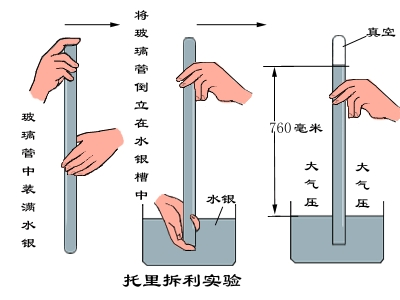 玻璃管中装满水银
将玻璃管倒立在水银槽中
水银
真空
760毫米
大气压
大气压
托里拆利实验